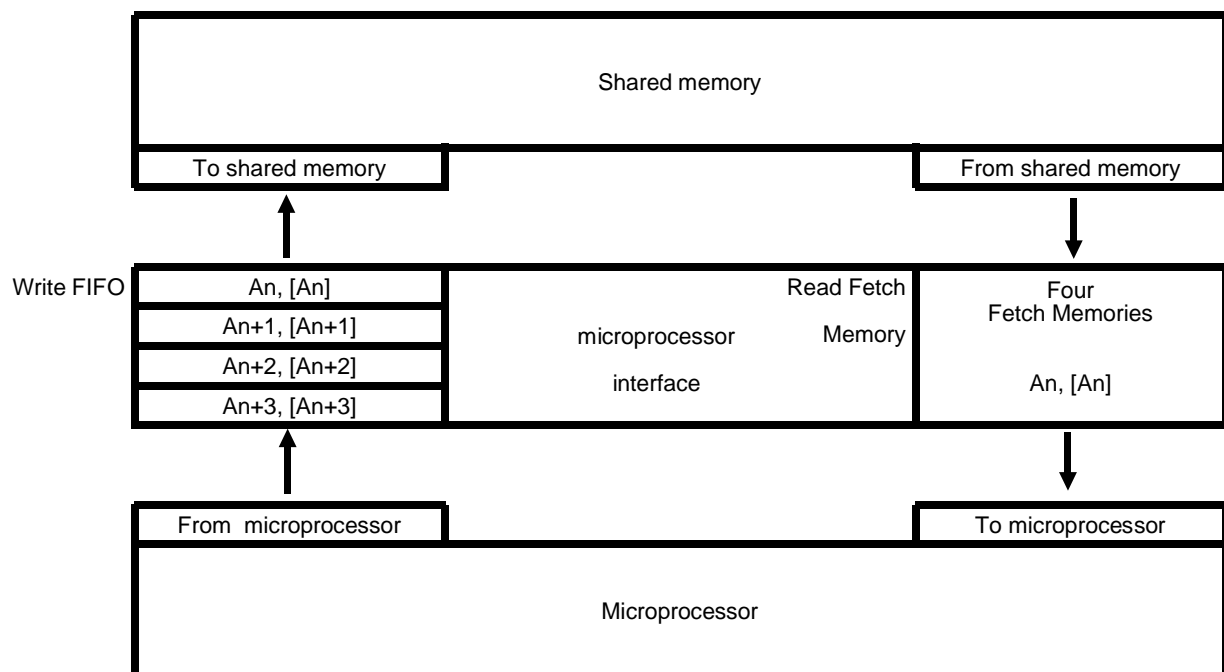 Shared memory
To shared memory
From shared memory
Write FIFO
An, [An]
An+1, [An+1]
An+2, [An+2]
An+3, [An+3]
microprocessor
interface
Read Fetch
Memory
Four
Fetch Memories
An, [An]
From microprocessor
To microprocessor
Microprocessor